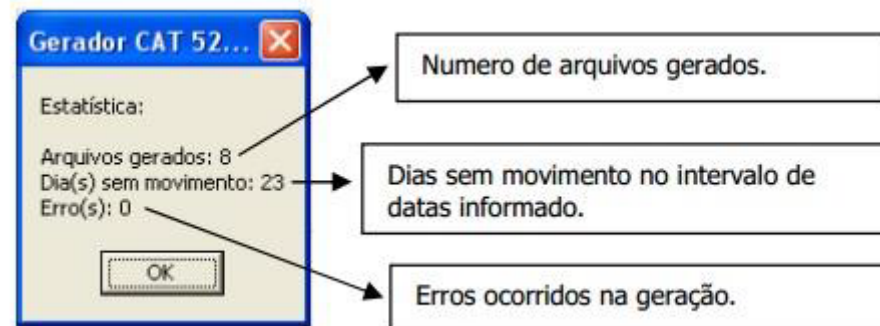 Gerador CAT 52...
Estatística:
Arquivos gerados: 8
Dia(s) sem movimento: 23
Erro(s): 0
OK
Numero de arquivos gerados.
Dias sem movimento no intervalo de
datas informado.
Erros ocorridos na geração.